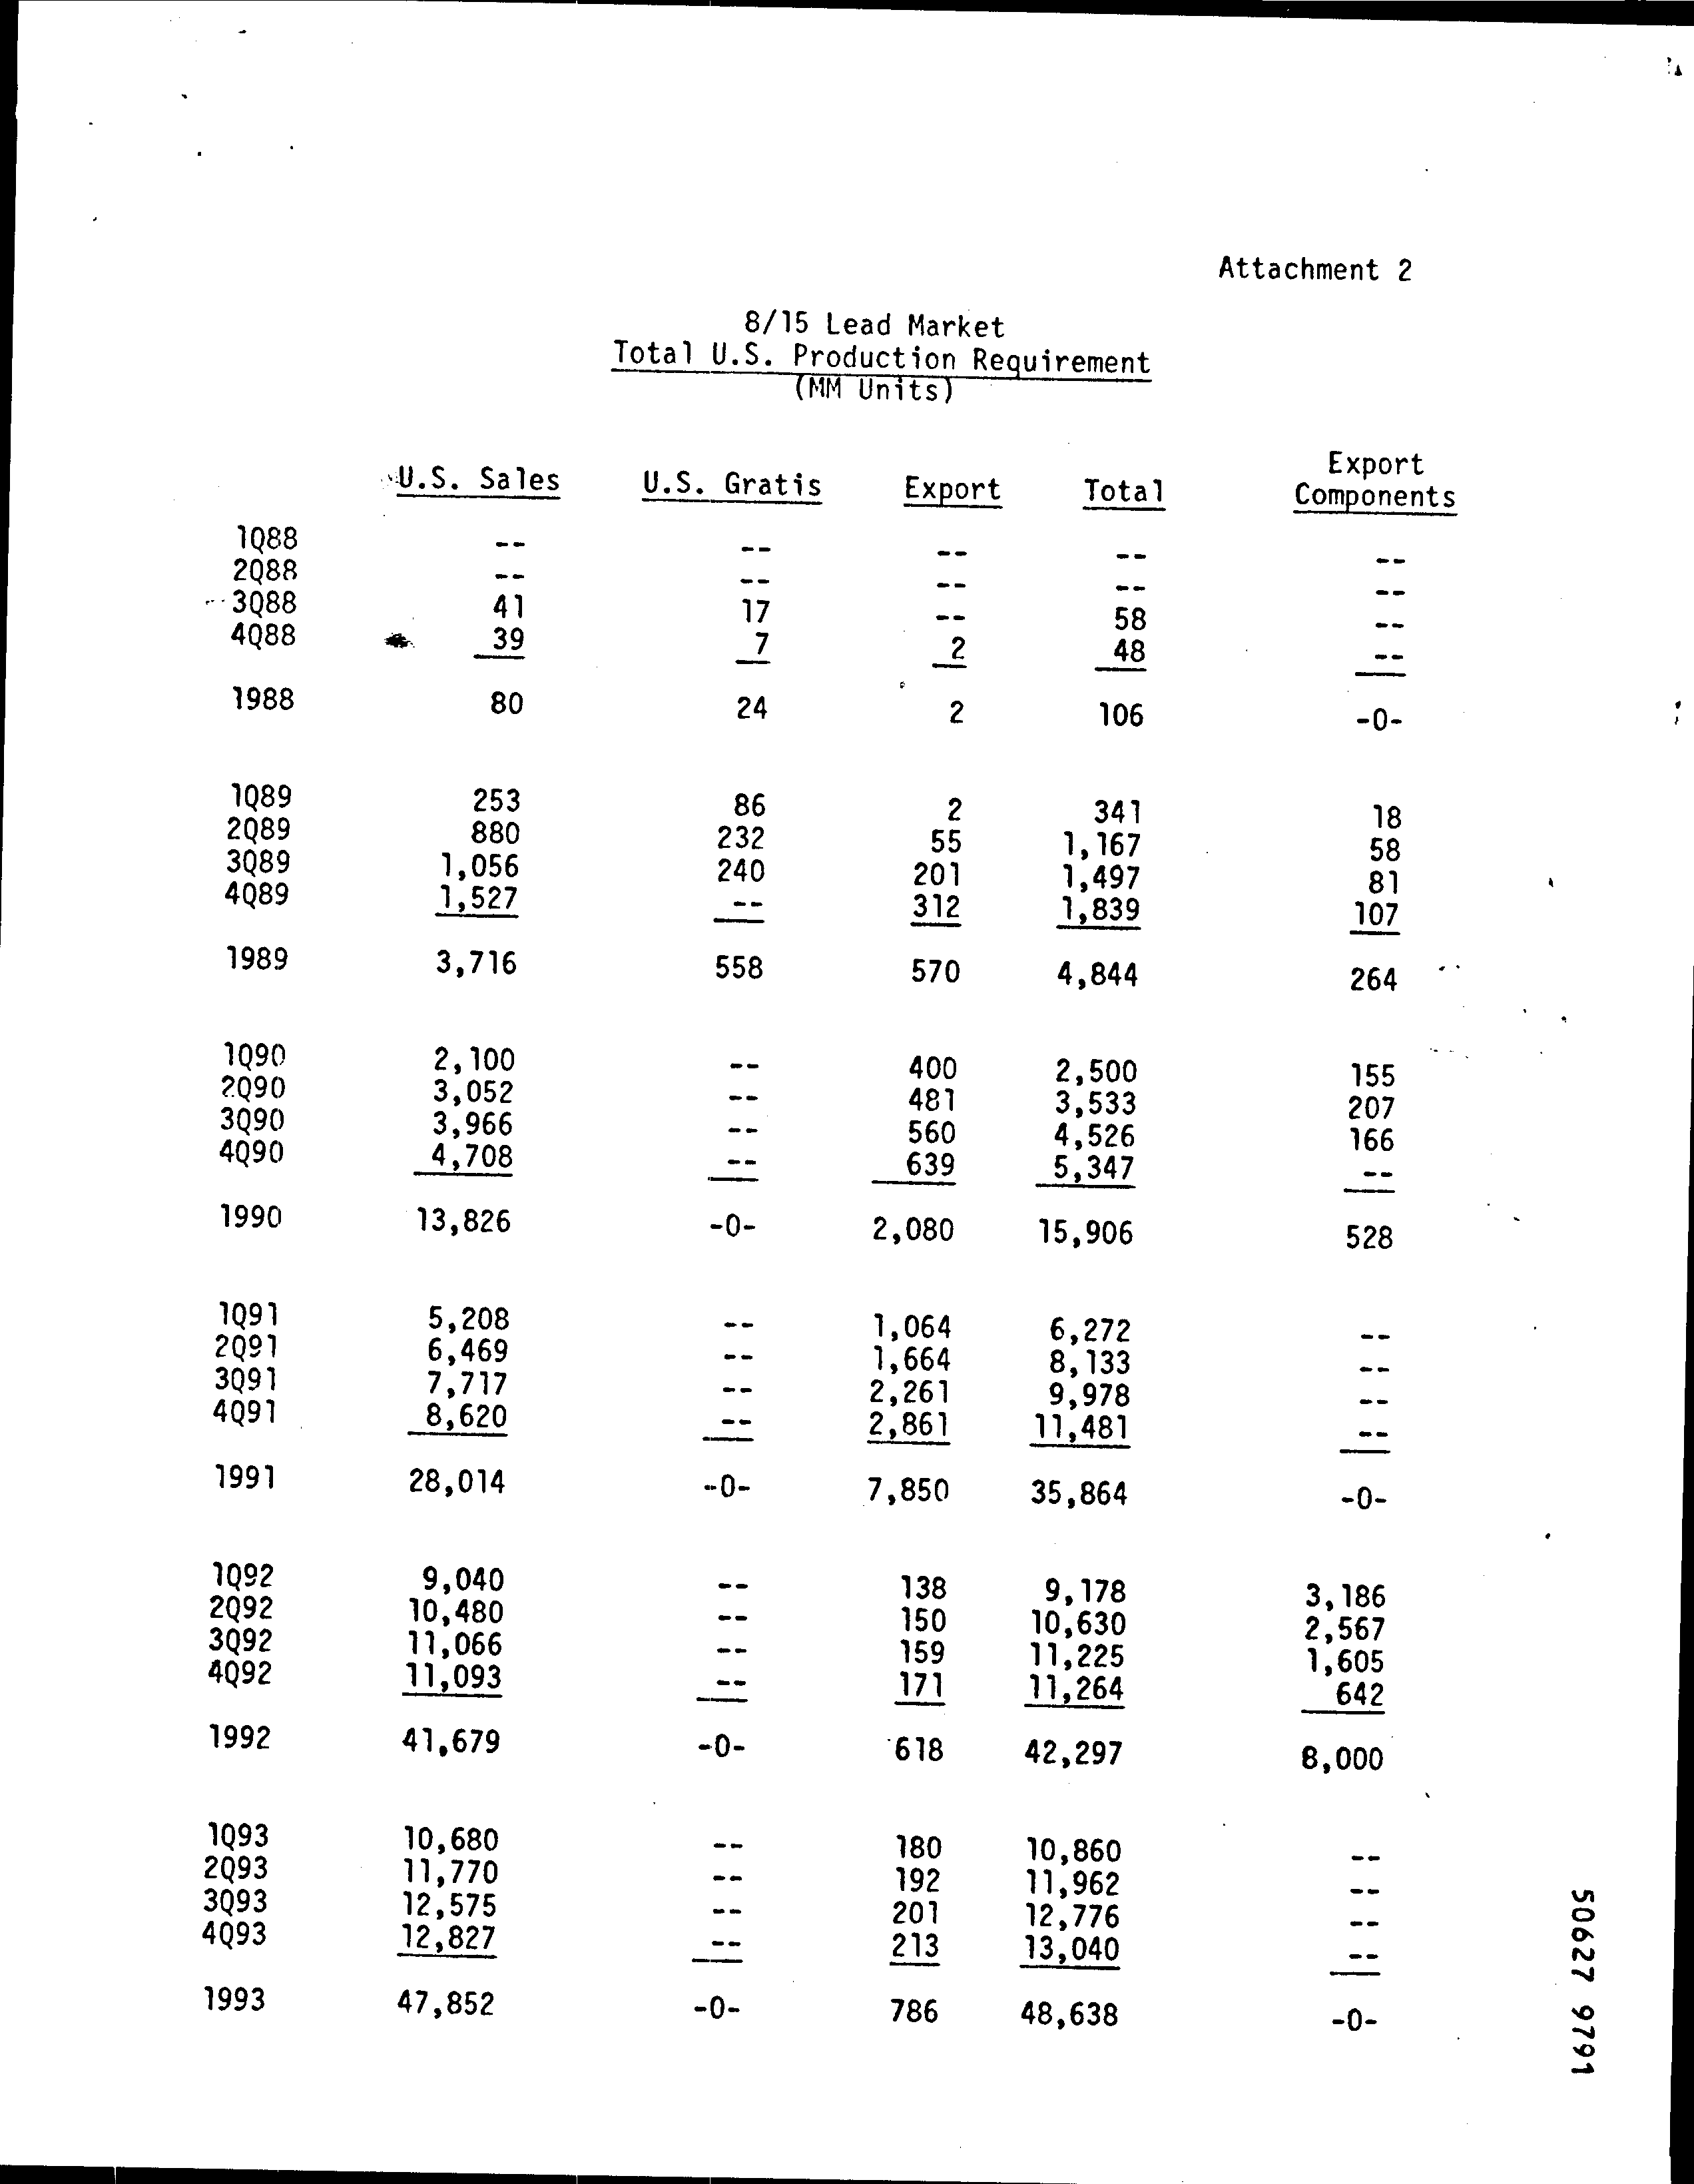 Attachment 2
8/15 Lead Market
Total U.S. Production Requirement
(MM Units)
U.S. Sales U.S. Gratis Export Total Export Components
1Q88 -- -- -- -- --
2Q88 -- -- -- -- --
3Q88 41 17 -- 58 --
4Q88 39 7 2 48 --
1988 80 24 2 106 -0-
1Q89 253 86 2 341 18
2Q89 880 232 55 1,167 58
3Q89 1,056 240 201 1,497 81
4Q89 1,527 -- 312 1,839 107
1989 3,716 558 570 4,844 264
1Q90 2,100 -- 400 2,500 155
2Q90 3,052 -- 481 3,533 207
3Q90 3,966 -- 560 4,526 166
4Q90 4,708 -- 639 5,347 --
1990 13,826 -0- 2,080 15,906 528
1Q91 5,208 -- 1,064 6,272 --
2Q91 6,469 -- 1,664 8,133 --
3Q91 7,717 -- 2,261 9,978 --
4Q91 8,620 -- 2,861 11,481 --
1991 28,014 -0- 7,850 35,864 -0-
1Q92 9,040 -- 138 9,178 3,186
2Q92 10,480 -- 150 10,630 2,567
3Q92 11,066 -- 159 11,225 1,605
4Q92 11,093 -- 171 11,264 642
1992 41,679 -0- 618 42,297 8,000
1Q93 10,680 -- 180 10,860 --
2Q93 11,770 -- 192 11,962 --
3Q93 12,575 -- 201 12,776 --
4Q93 12,827 -- 213 13,040 --
1993 47,852 -0- 786 48,638 -0-
50627 9791